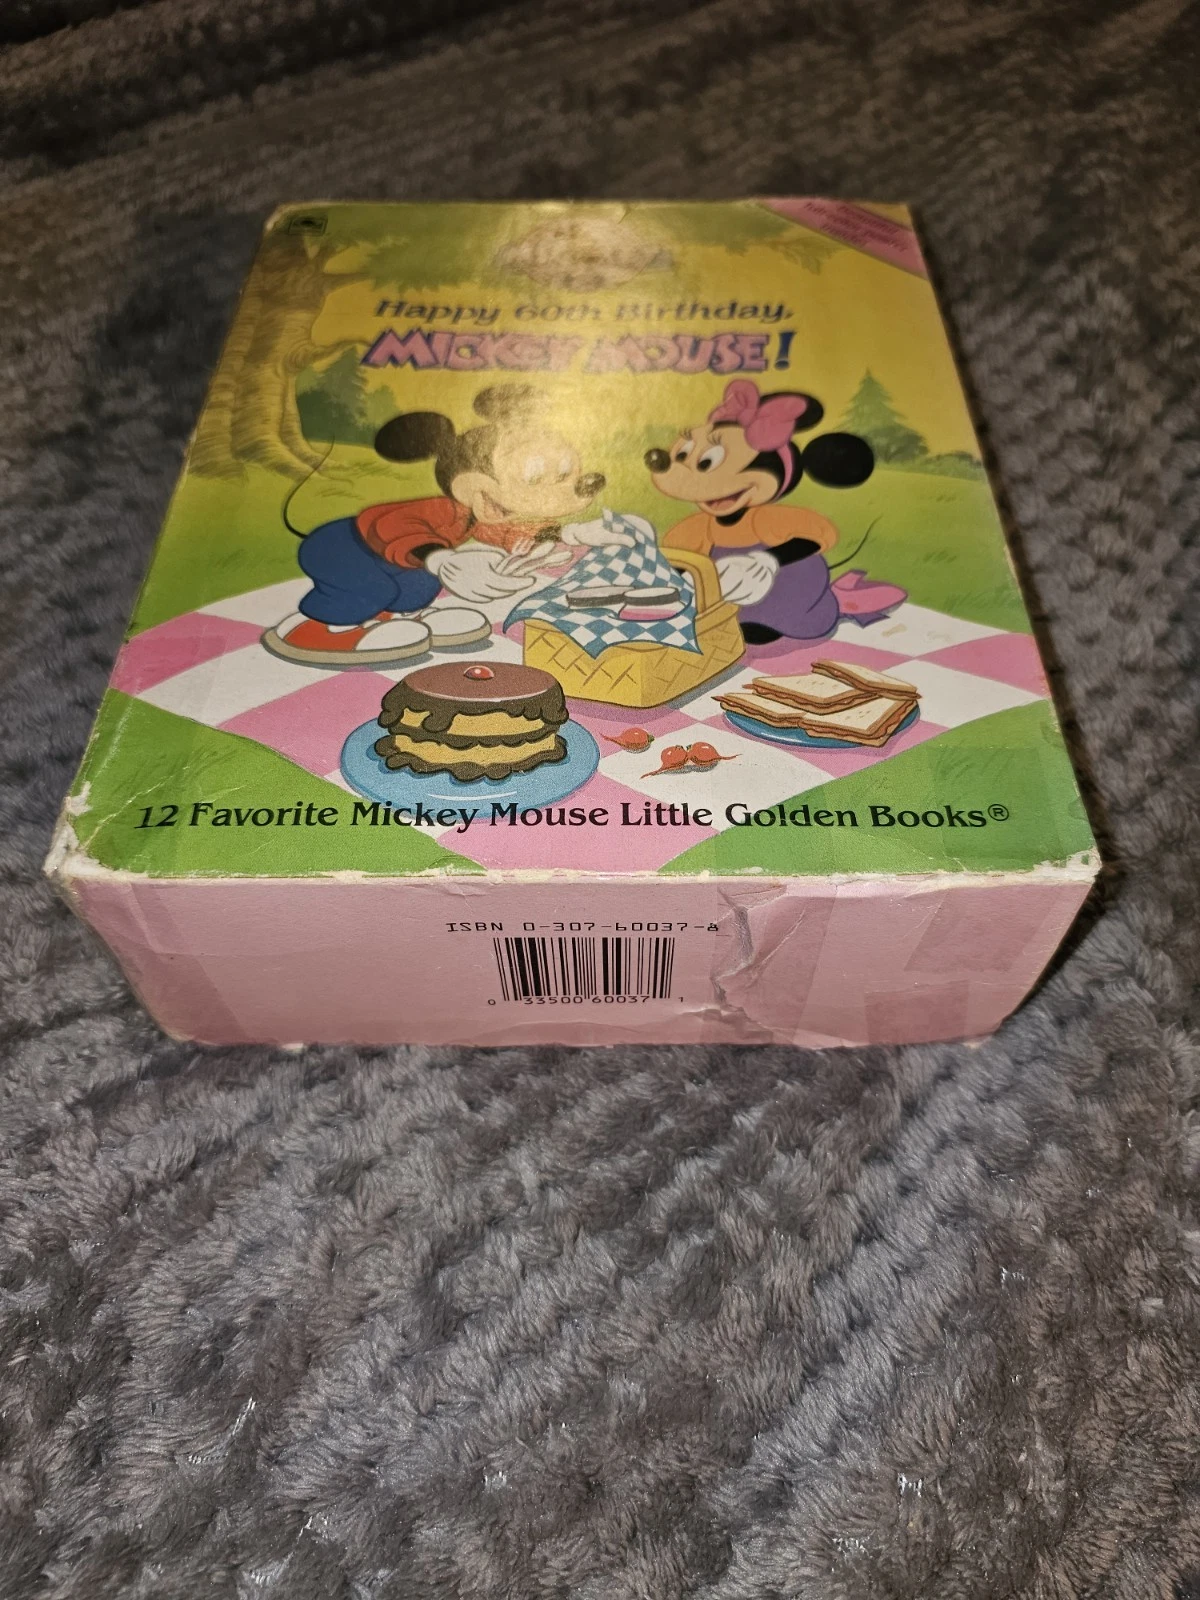 Happy 60th Birthday,
MICKEY MOUSE!
12 Favorite Mickey Mouse Little Golden Books®
ISBN 0-307-60037-8
0 33500 60037 1